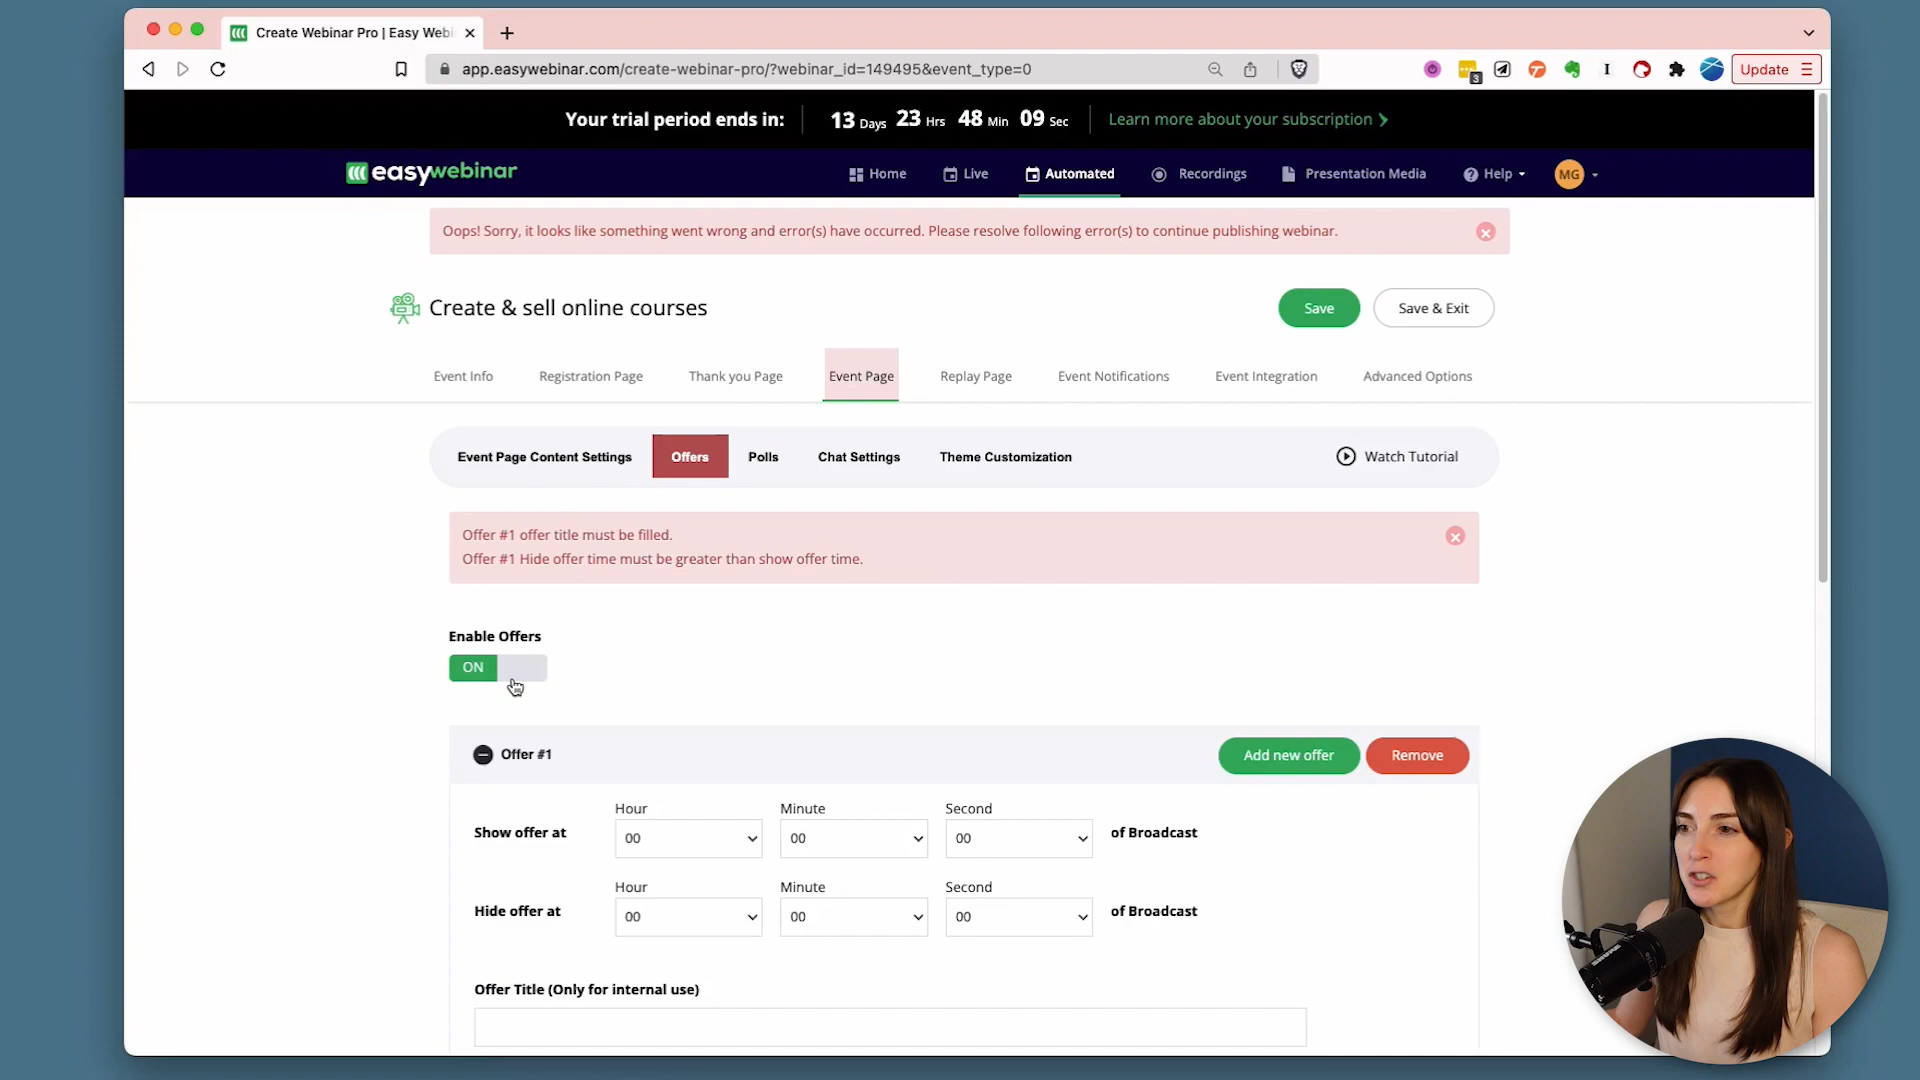 Create Webinar Pro | Easy Webi
app.easywebinar.com/create-webinar-pro/?webinar_id=149495&event_type=0
3
Update
Your trial period ends in:
13 Days 23 Hrs 48 Min 09 Sec
Learn more about your subscription
easywebinar
Home
Live
Automated
Recordings
Presentation Media
Help
MG
Oops! Sorry, it looks like something went wrong and error(s) have occurred. Please resolve following error(s) to continue publishing webinar.
Create & sell online courses
Save
Save & Exit
Event Info
Registration Page
Thank you Page
Event Page
Replay Page
Event Notifications
Event Integration
Advanced Options
Event Page Content Settings
Offers
Polls
Chat Settings
Theme Customization
Watch Tutorial
Offer #1 offer title must be filled.
Offer #1 Hide offer time must be greater than show offer time.
Enable Offers
ON
Offer #1
Add new offer
Remove
Hour
Minute
Second
Show offer at
00
00
00
of Broadcast
Hour
Minute
Second
Hide offer at
00
00
00
of Broadcast
Offer Title (Only for internal use)